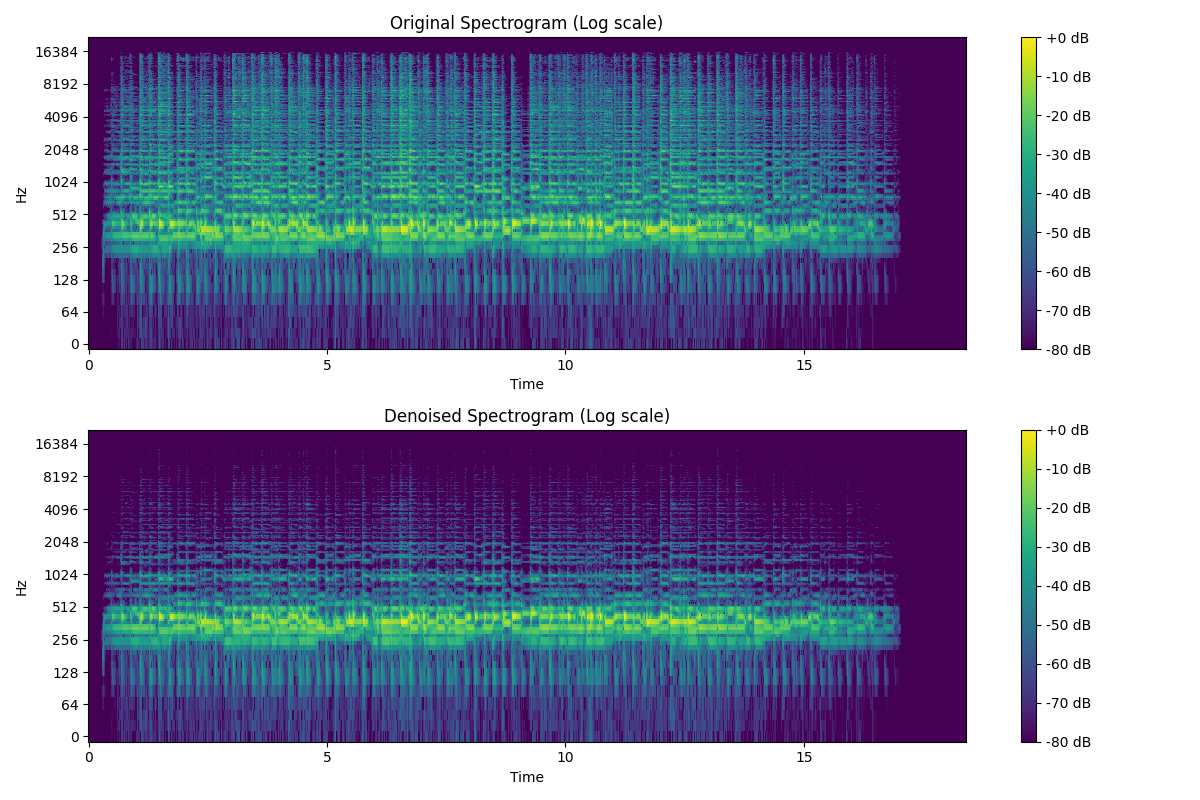 Original Spectrogram (Log scale)
16384
8192
4096
2048
1024
512
256
128
64
0
Hz
0 5 10 15
Time
+0 dB
-10 dB
-20 dB
-30 dB
-40 dB
-50 dB
-60 dB
-70 dB
-80 dB
Denoised Spectrogram (Log scale)
16384
8192
4096
2048
1024
512
256
128
64
0
Hz
0 5 10 15
Time
+0 dB
-10 dB
-20 dB
-30 dB
-40 dB
-50 dB
-60 dB
-70 dB
-80 dB